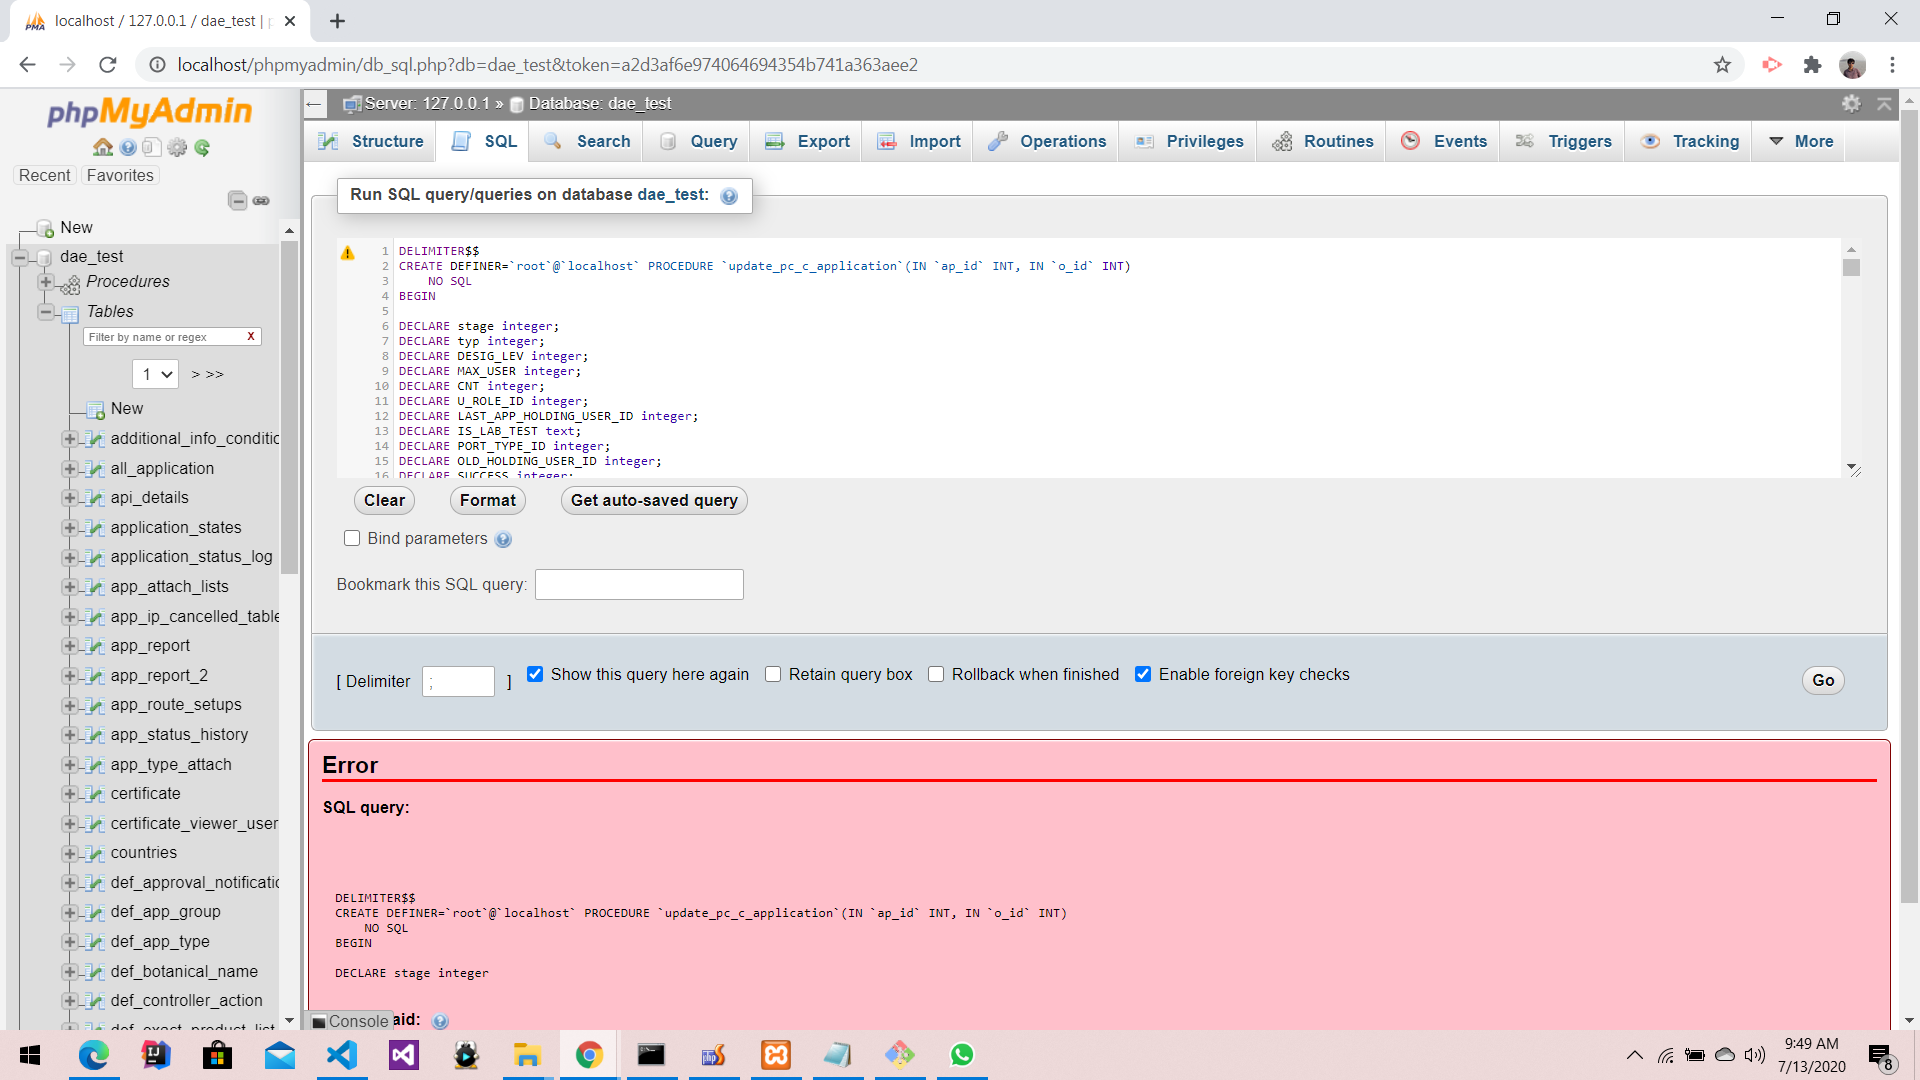 localhost / 127.0.0.1 / dae_test |
localhost/phpmyadmin/db_sql.php?db=dae_test&token=a2d3af6e974064694354b741a363aee2
phpMyAdmin
Recent
Favorites
New
dae_test
Procedures
Tables
Filter by name or regex
X
1
> >>
New
additional_info_conditic
all_application
api_details
application_states
application_status_log
app_attach_lists
app_ip_cancelled_table
app_report
app_report_2
app_route_setups
app_status_history
app_type_attach
certificate
certificate_viewer_user
countries
def_approval_notificatic
def_app_group
def_app_type
def_botanical_name
def_controller_action
def_exact_product_list
Server: 127.0.0.1 » Database: dae_test
Structure
SQL
Search
Query
Export
Import
Operations
Privileges
Routines
Events
Triggers
Tracking
More
Run SQL query/queries on database dae_test:
1 DELIMITER$$
2 CREATE DEFINER=`root`@`localhost` PROCEDURE `update_pc_c_application`(IN `ap_id` INT, IN `o_id` INT)
3 NO SQL
4 BEGIN
5
6 DECLARE stage integer;
7 DECLARE typ integer;
8 DECLARE DESIG_LEV integer;
9 DECLARE MAX_USER integer;
10 DECLARE CNT integer;
11 DECLARE U_ROLE_ID integer;
12 DECLARE LAST_APP_HOLDING_USER_ID integer;
13 DECLARE IS_LAB_TEST text;
14 DECLARE PORT_TYPE_ID integer;
15 DECLARE OLD_HOLDING_USER_ID integer;
16 DECLARE SUCCESS integer;
Clear
Format
Get auto-saved query
Bind parameters
Bookmark this SQL query:
[ Delimiter ; ]
Show this query here again
Retain query box
Rollback when finished
Enable foreign key checks
Go
Error
SQL query:
DELIMITER$$
CREATE DEFINER=`root`@`localhost` PROCEDURE `update_pc_c_application`(IN `ap_id` INT, IN `o_id` INT)
NO SQL
BEGIN
DECLARE stage integer
Console
aid:
9:49 AM
7/13/2020
8